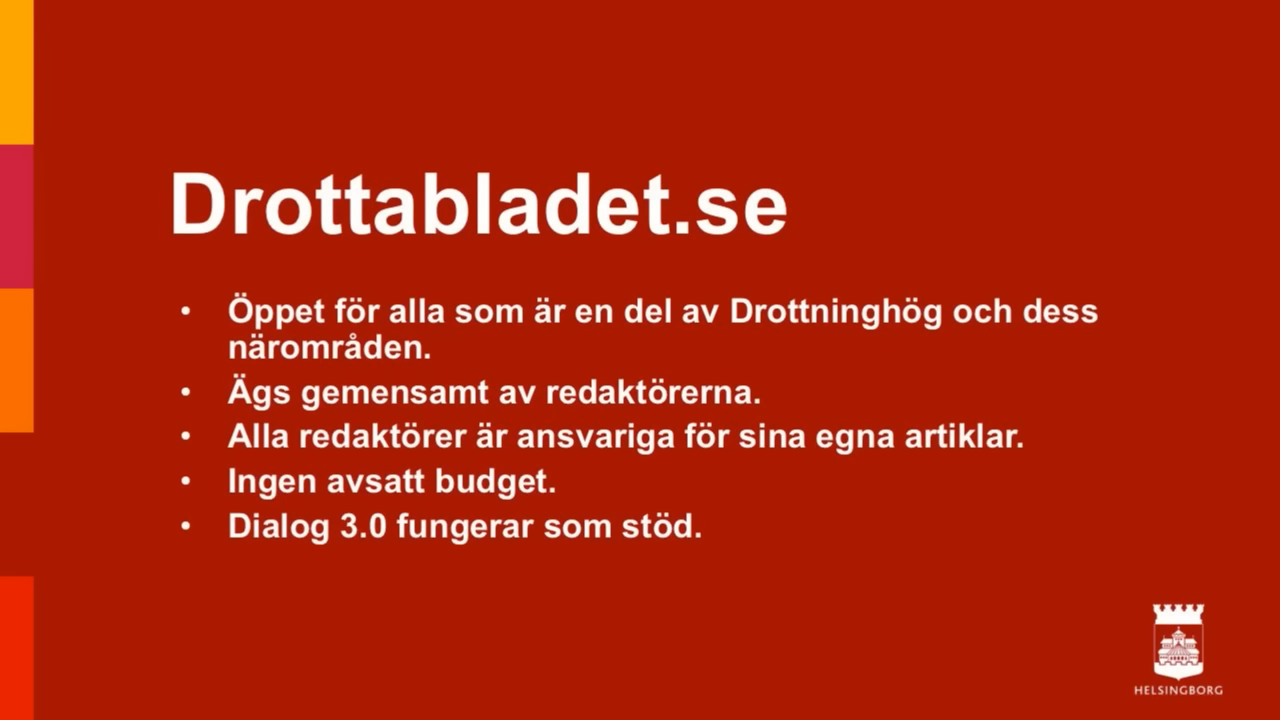 Drottabladet.se
• Öppet för alla som är en del av Drottninghög och dess
närområden.
• Ägs gemensamt av redaktörerna.
• Alla redaktörer är ansvariga för sina egna artiklar.
• Ingen avsatt budget.
• Dialog 3.0 fungerar som stöd.
HELSINGBORG